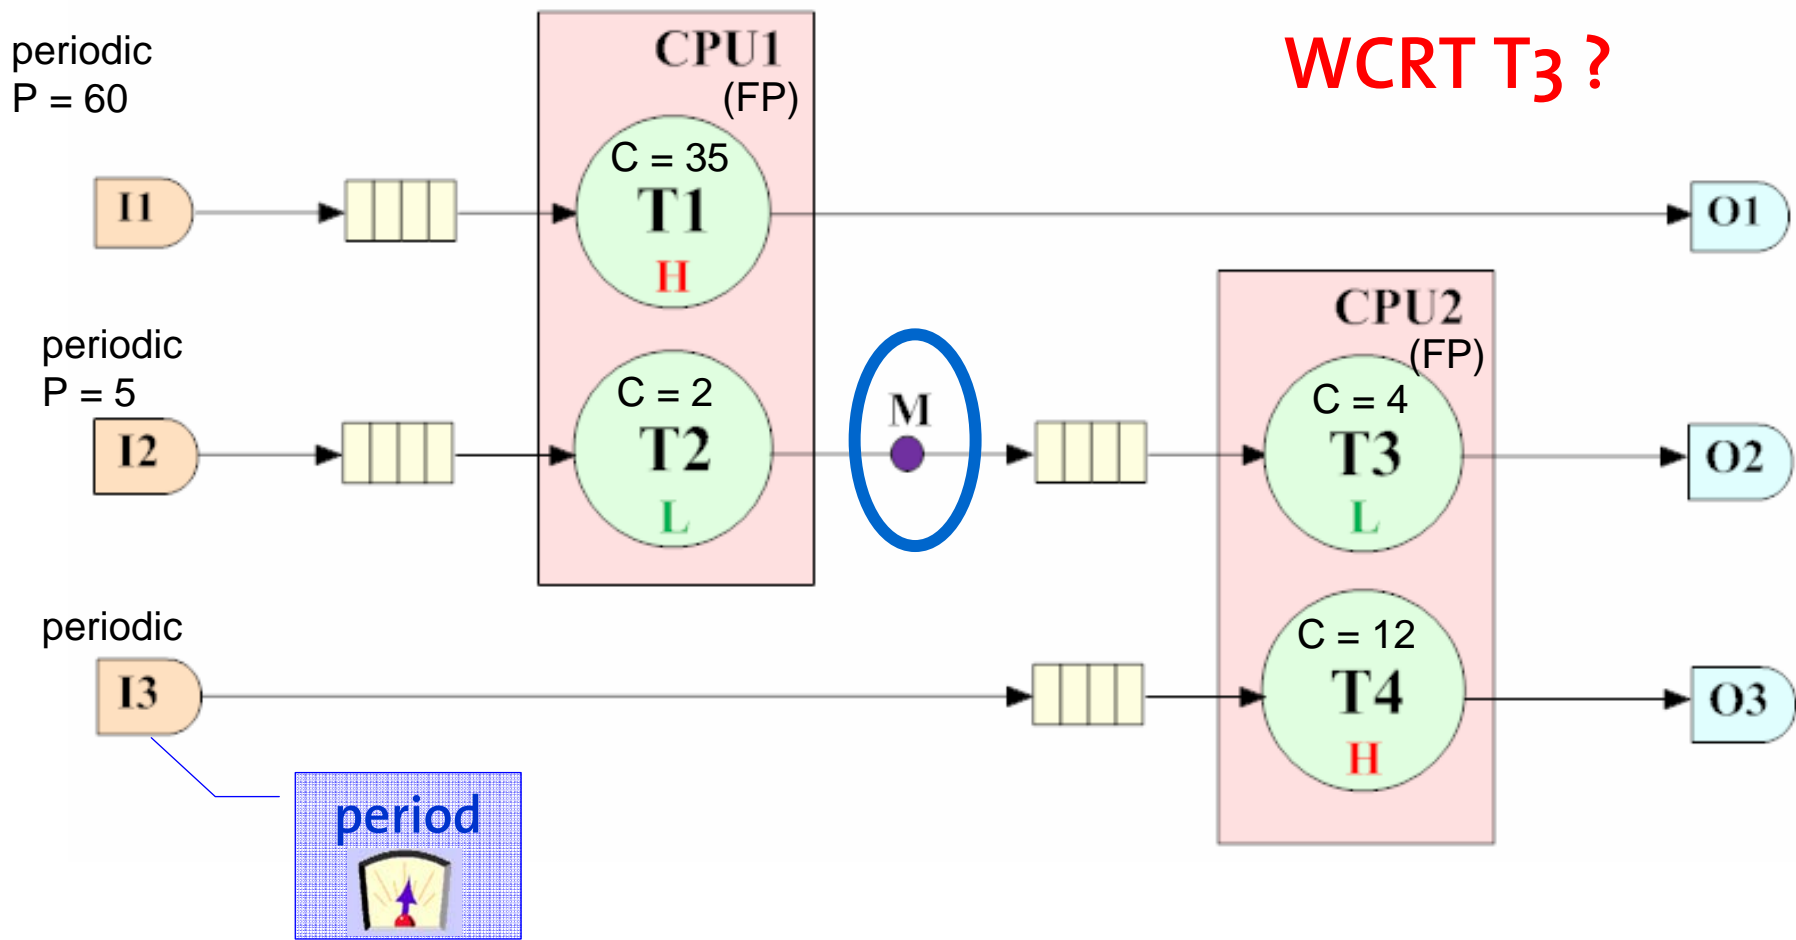 periodic
P = 60
CPU1
(FP)
WCRT T3 ?
C = 35
I1
T1
O1
H
CPU2
(FP)
periodic
P = 5
C = 2
M
C = 4
I2
T2
T3
O2
L
L
periodic
C = 12
I3
T4
O3
H
period